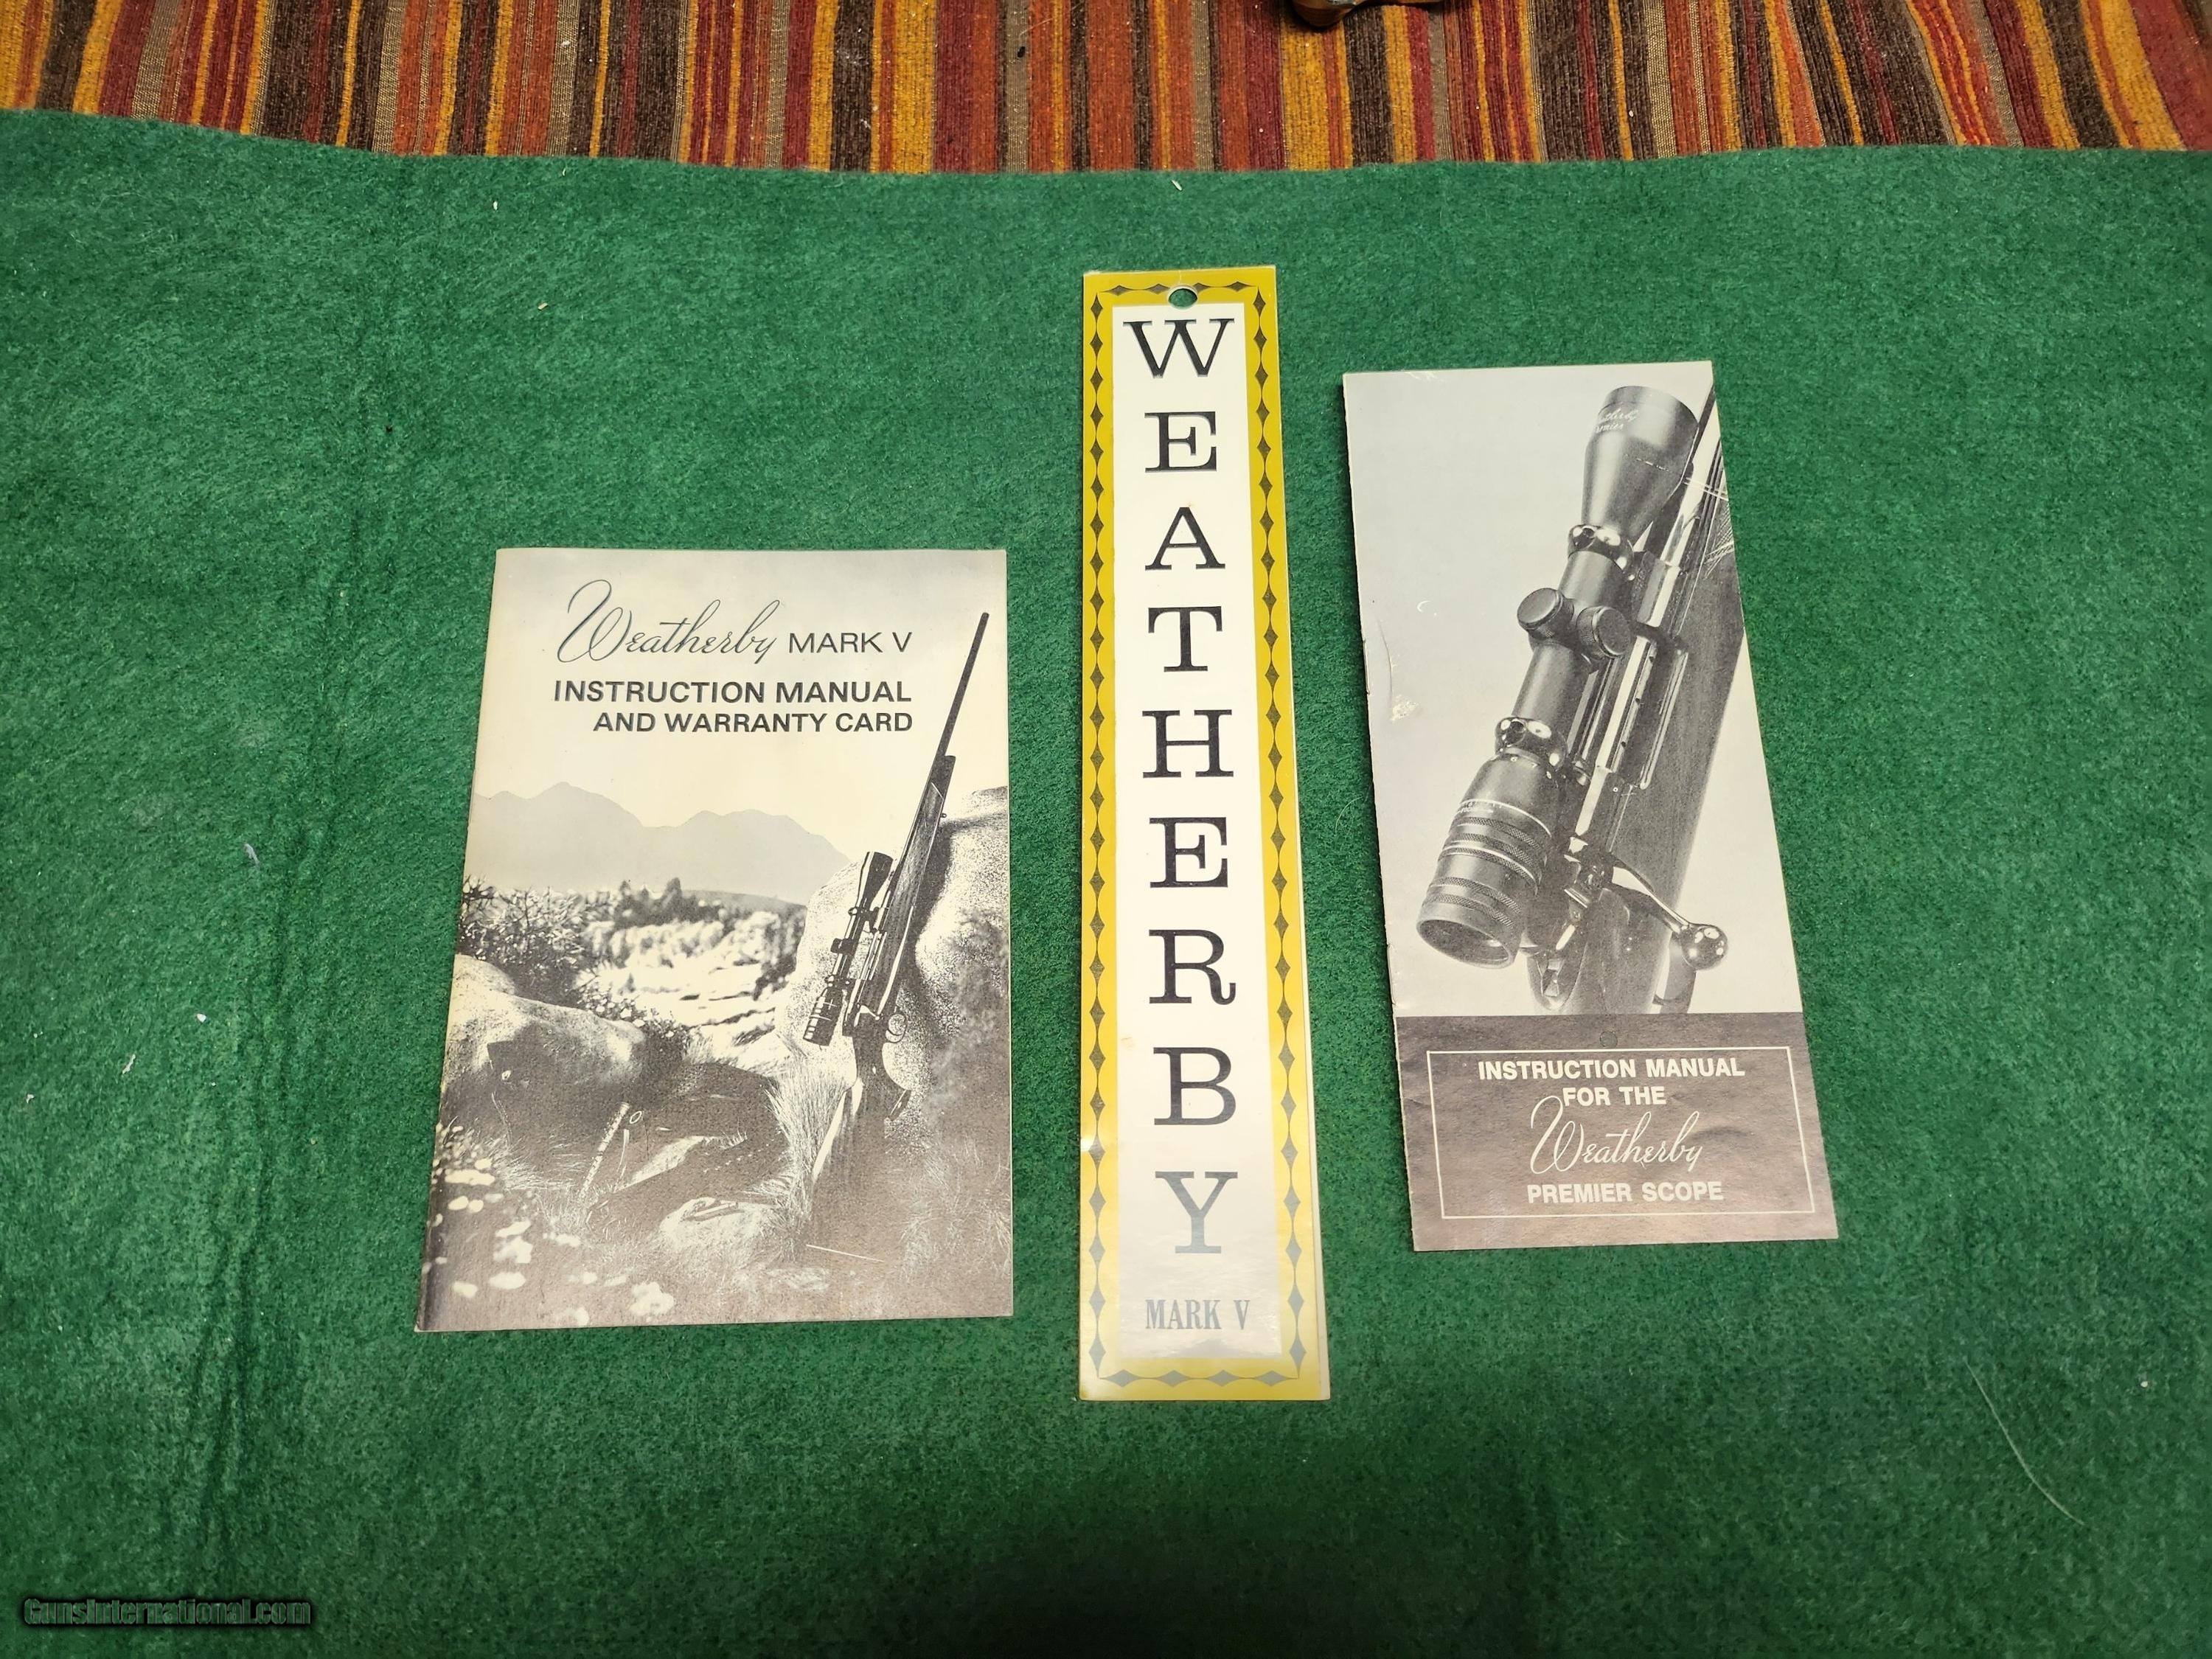 Weatherby MARK V
INSTRUCTION MANUAL
AND WARRANTY CARD
W
E
A
T
H
E
R
B
Y
MARK V
INSTRUCTION MANUAL
FOR THE
Weatherby
PREMIER SCOPE
GunsInternational.com